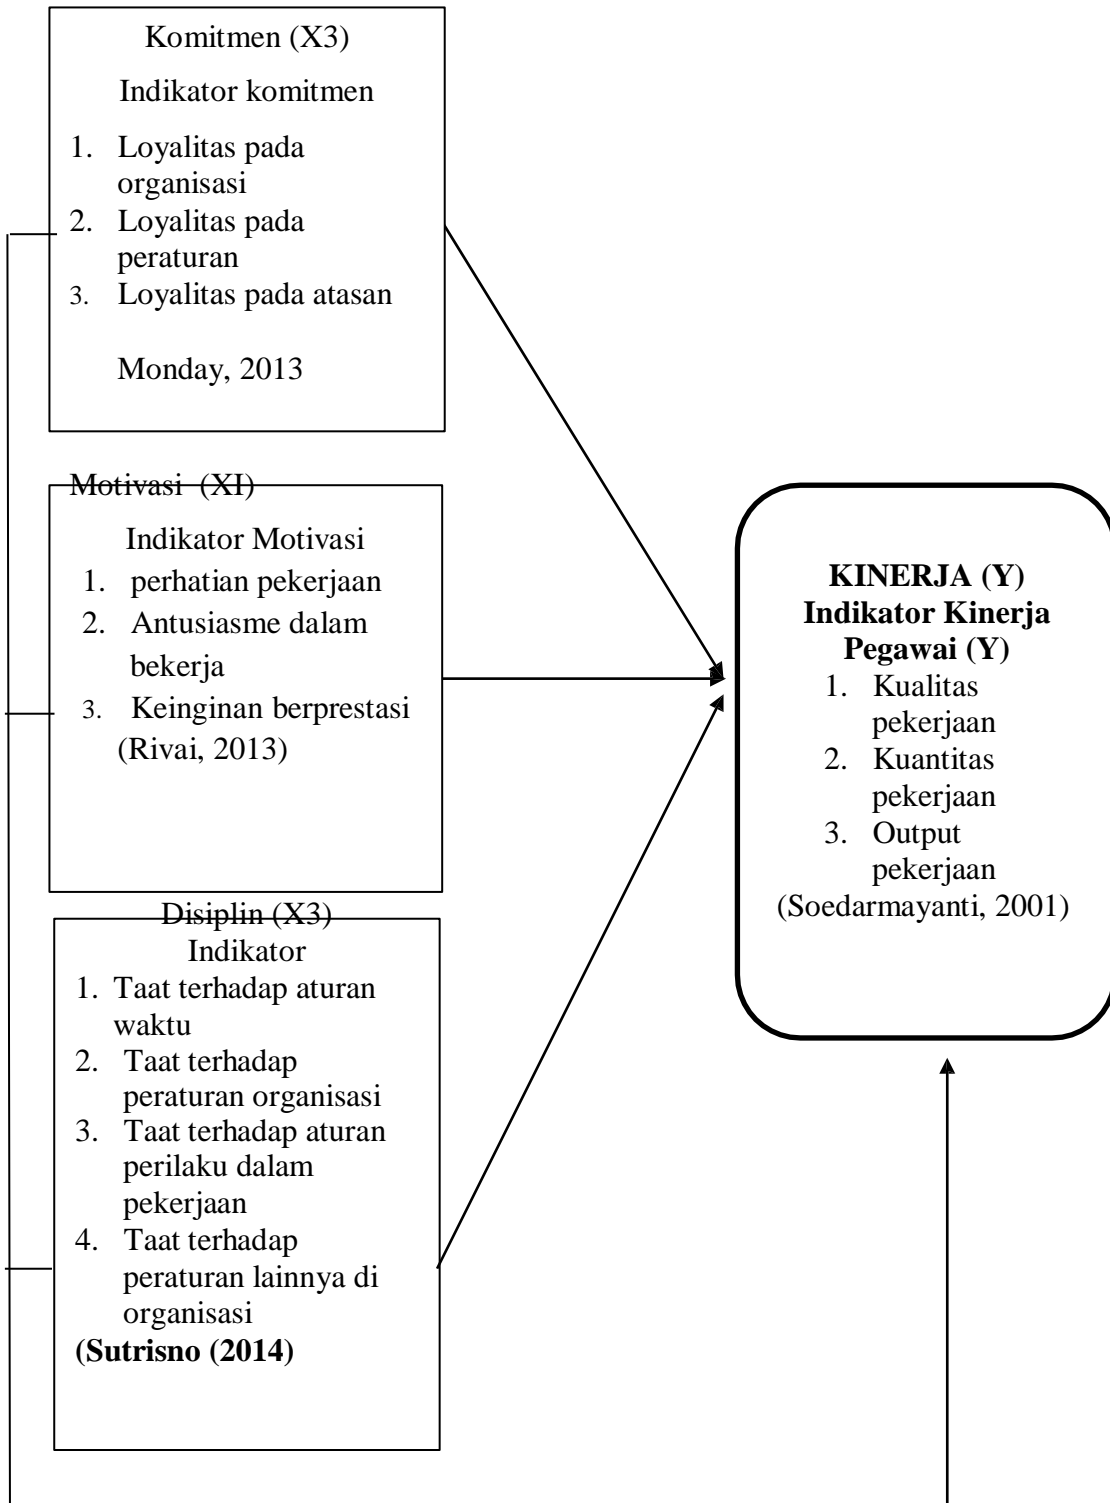 Komitmen (X3)
Indikator komitmen
1. Loyalitas pada
organisasi
2. Loyalitas pada
peraturan
3. Loyalitas pada atasan
Monday, 2013
Motivasi (XI)
Indikator Motivasi
1. perhatian pekerjaan
2. Antusiasme dalam
bekerja
3. Keinginan berprestasi
(Rivai, 2013)
Disiplin (X3)
Indikator
1. Taat terhadap aturan
waktu
2. Taat terhadap
peraturan organisasi
3. Taat terhadap aturan
perilaku dalam
pekerjaan
4. Taat terhadap
peraturan lainnya di
organisasi
(Sutrisno (2014)
KINERJA (Y)
Indikator Kinerja
Pegawai (Y)
1. Kualitas
pekerjaan
2. Kuantitas
pekerjaan
3. Output
pekerjaan
(Soedarmayanti, 2001)